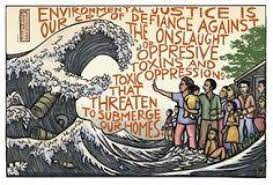 ENVIRONMENTAL JUSTICE IS
OUR CRY OF DEFIANCE AGAINST
THE ONSLAUGHT
OF
OPPRESIVE
TOXINS AND
OPPRESSIONS:
TOXIC
THAT
THREATEN
TO SUBMERGE
OUR HOMES.